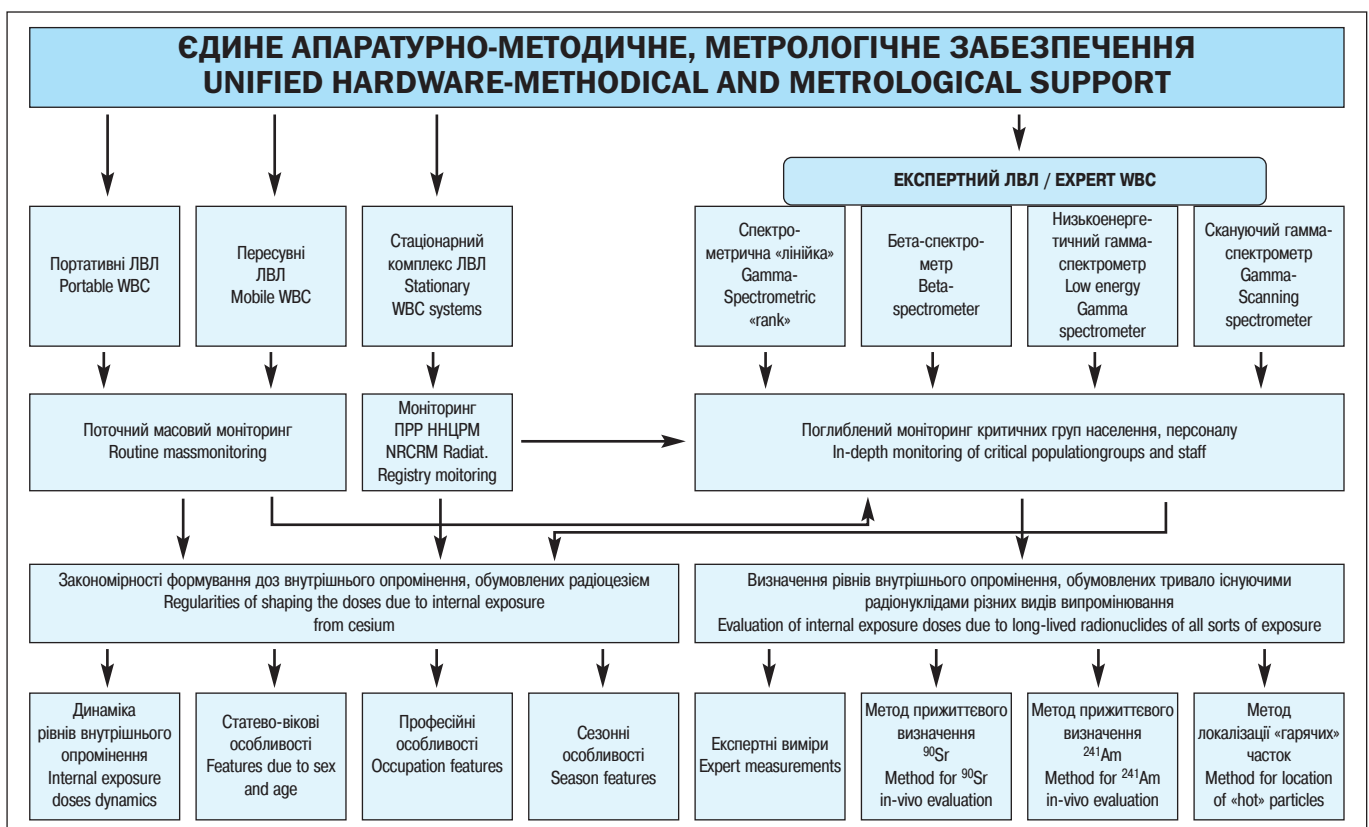 ЄДИНЕ АПАРАТУРНО-МЕТОДИЧНЕ, МЕТРОЛОГІЧНЕ ЗАБЕЗПЕЧЕННЯ
UNIFIED HARDWARE-METHODICAL AND METROLOGICAL SUPPORT
ЕКСПЕРТНИЙ ЛВЛ / EXPERT WBC
Портативні ЛВЛ
Portable WBC
Пересувні
ЛВЛ
Mobile WBC
Стаціонарний
комплекс ЛВЛ
Stationary
WBC systems
Спектро-
метрична «лінійка»
Gamma-
Spectrometric
«rank»
Бета-спектро-
метр
Beta-
spectrometer
Низькоенерге-
тичний гамма-
спектрометр
Low energy
Gamma
spectrometer
Скануючий гамма-
спектрометр
Gamma-
Scanning
spectrometer
Поточний масовий моніторинг
Routine massmonitoring
Моніторинг
ПРР ННЦРМ
NRCRM Radiat.
Registry moitoring
Поглиблений моніторинг критичних груп населення, персоналу
In-depth monitoring of critical populationgroups and staff
Закономірності формування доз внутрішнього опромінення, обумовлених радіоцезієм
Regularities of shaping the doses due to internal exposure
from cesium
Визначення рівнів внутрішнього опромінення, обумовлених тривало існуючими
радіонуклідами різних видів випромінювання
Evaluation of internal exposure doses due to long-lived radionuclides of all sorts of exposure
Динаміка
рівнів внутрішнього
опромінення
Internal exposure
doses dynamics
Статево-вікові
особливості
Features due to sex
and age
Професійні
особливості
Occupation features
Сезонні
особливості
Season features
Експертні виміри
Expert measurements
Метод прижиттєвого
визначення
⁹⁰Sr
Method for ⁹⁰Sr
in-vivo evaluation
Метод прижиттєвого
визначення
²⁴¹Am
Method for ²⁴¹Am
in-vivo evaluation
Метод
локалізації «гарячих»
часток
Method for location
of «hot» particles